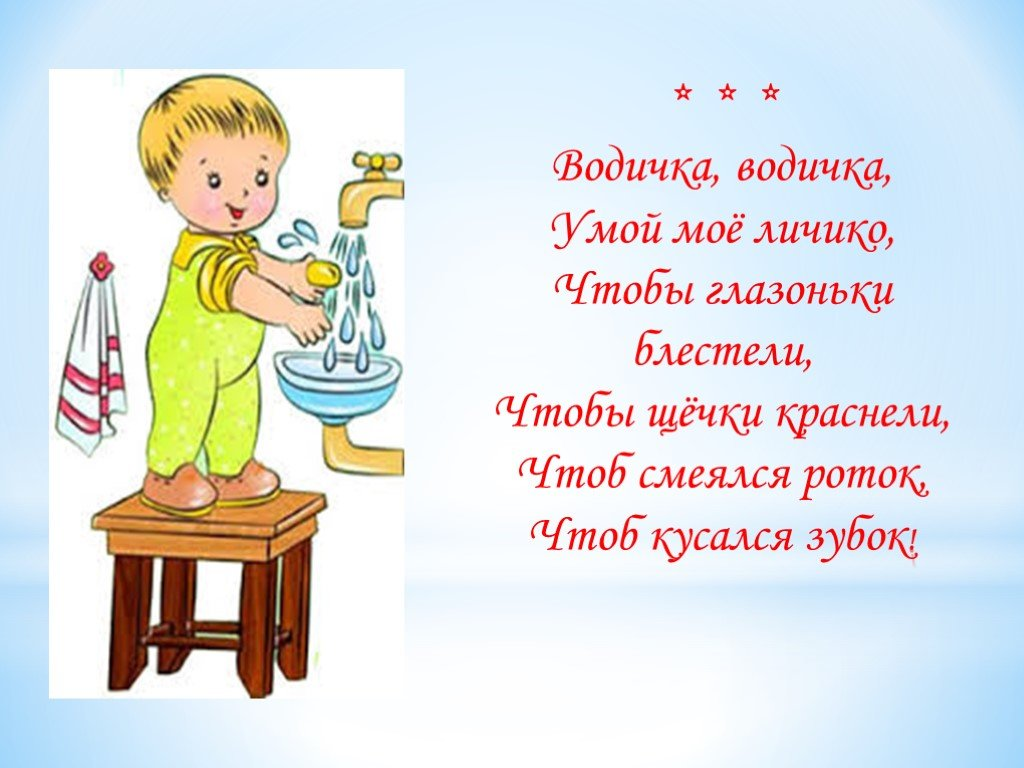 * * *
Водичка, водичка,
Умой моё личико,
Чтобы глазоньки
блестели,
Чтобы щёчки краснели,
Чтоб смеялся роток,
Чтоб кусался зубок!